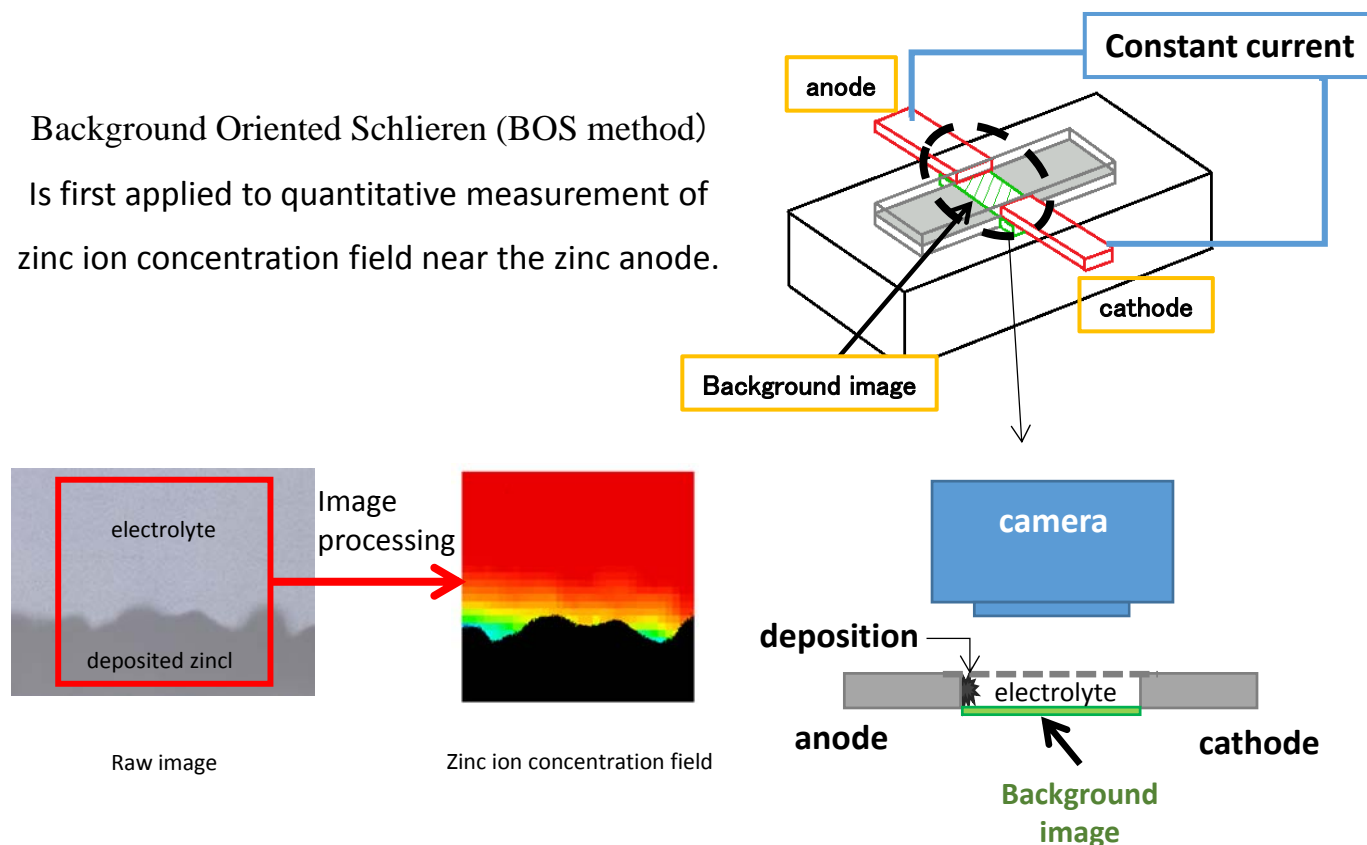 Background Oriented Schlieren (BOS method）
Is first applied to quantitative measurement of
zinc ion concentration field near the zinc anode.
Constant current
anode
cathode
Background image
electrolyte
deposited zincl
Image
processing
Raw image
Zinc ion concentration field
camera
deposition
electrolyte
anode
cathode
Background
image